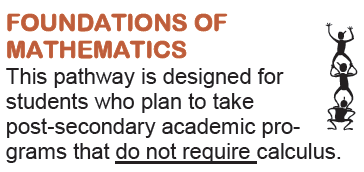 FOUNDATIONS OF
MATHEMATICS
This pathway is designed for
students who plan to take
post-secondary academic pro-
grams that do not require calculus.